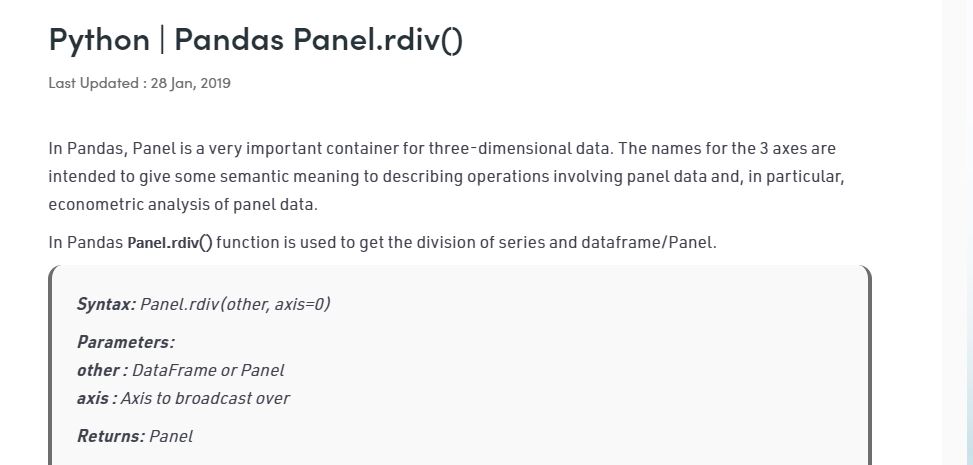 Python | Pandas Panel.rdiv()
Last Updated : 28 Jan, 2019
In Pandas, Panel is a very important container for three-dimensional data. The names for the 3 axes are
intended to give some semantic meaning to describing operations involving panel data and, in particular,
econometric analysis of panel data.
In Pandas Panel.rdiv() function is used to get the division of series and dataframe/Panel.
Syntax: Panel.rdiv(other, axis=0)
Parameters:
other : DataFrame or Panel
axis : Axis to broadcast over
Returns: Panel